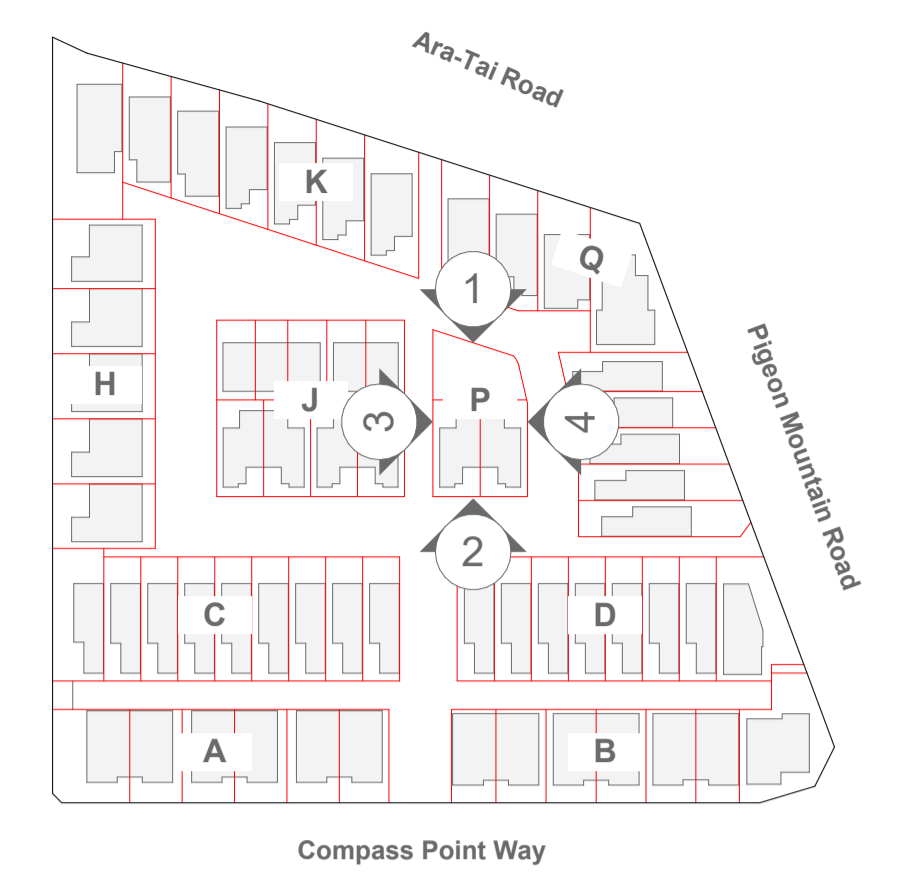 Ara-Tai Road
K
Q
1
Pigeon Mountain Road
H
J
3
P
4
2
C
D
A
B
Compass Point Way